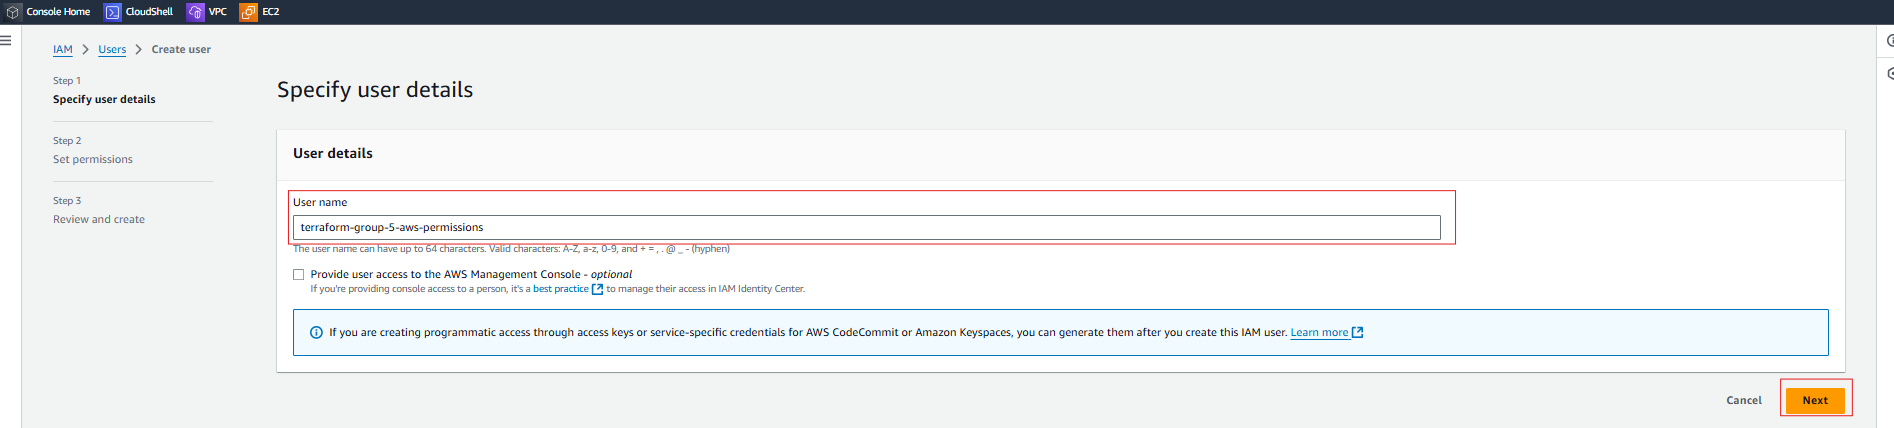 Console Home CloudShell VPC EC2
IAM > Users > Create user
Step 1
Specify user details
Step 2
Set permissions
Step 3
Review and create
Specify user details
User details
User name
terraform-group-5-aws-permissions
The user name can have up to 64 characters. Valid characters: A-Z, a-z, 0-9, and + = , . @ _ - (hyphen)
Provide user access to the AWS Management Console - optional
If you're providing console access to a person, it's a best practice to manage their access in IAM Identity Center.
If you are creating programmatic access through access keys or service-specific credentials for AWS CodeCommit or Amazon Keyspaces, you can generate them after you create this IAM user. Learn more
Cancel Next